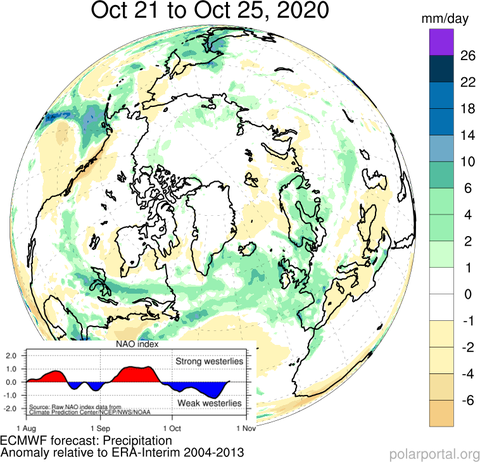 Oct 21 to Oct 25, 2020
mm/day
26
22
18
14
10
6
4
2
1
0
-1
-2
-4
-6
NAO index
2.0
1.0
0.0
-1.0
-2.0
Strong westerlies
Weak westerlies
Source: Raw NAO index data from
Climate Prediction Center/NCEP/NWS/NOAA
1 Aug
1 Sep
1 Oct
1 Nov
ECMWF forecast: Precipitation
Anomaly relative to ERA-Interim 2004-2013
polarportal.org